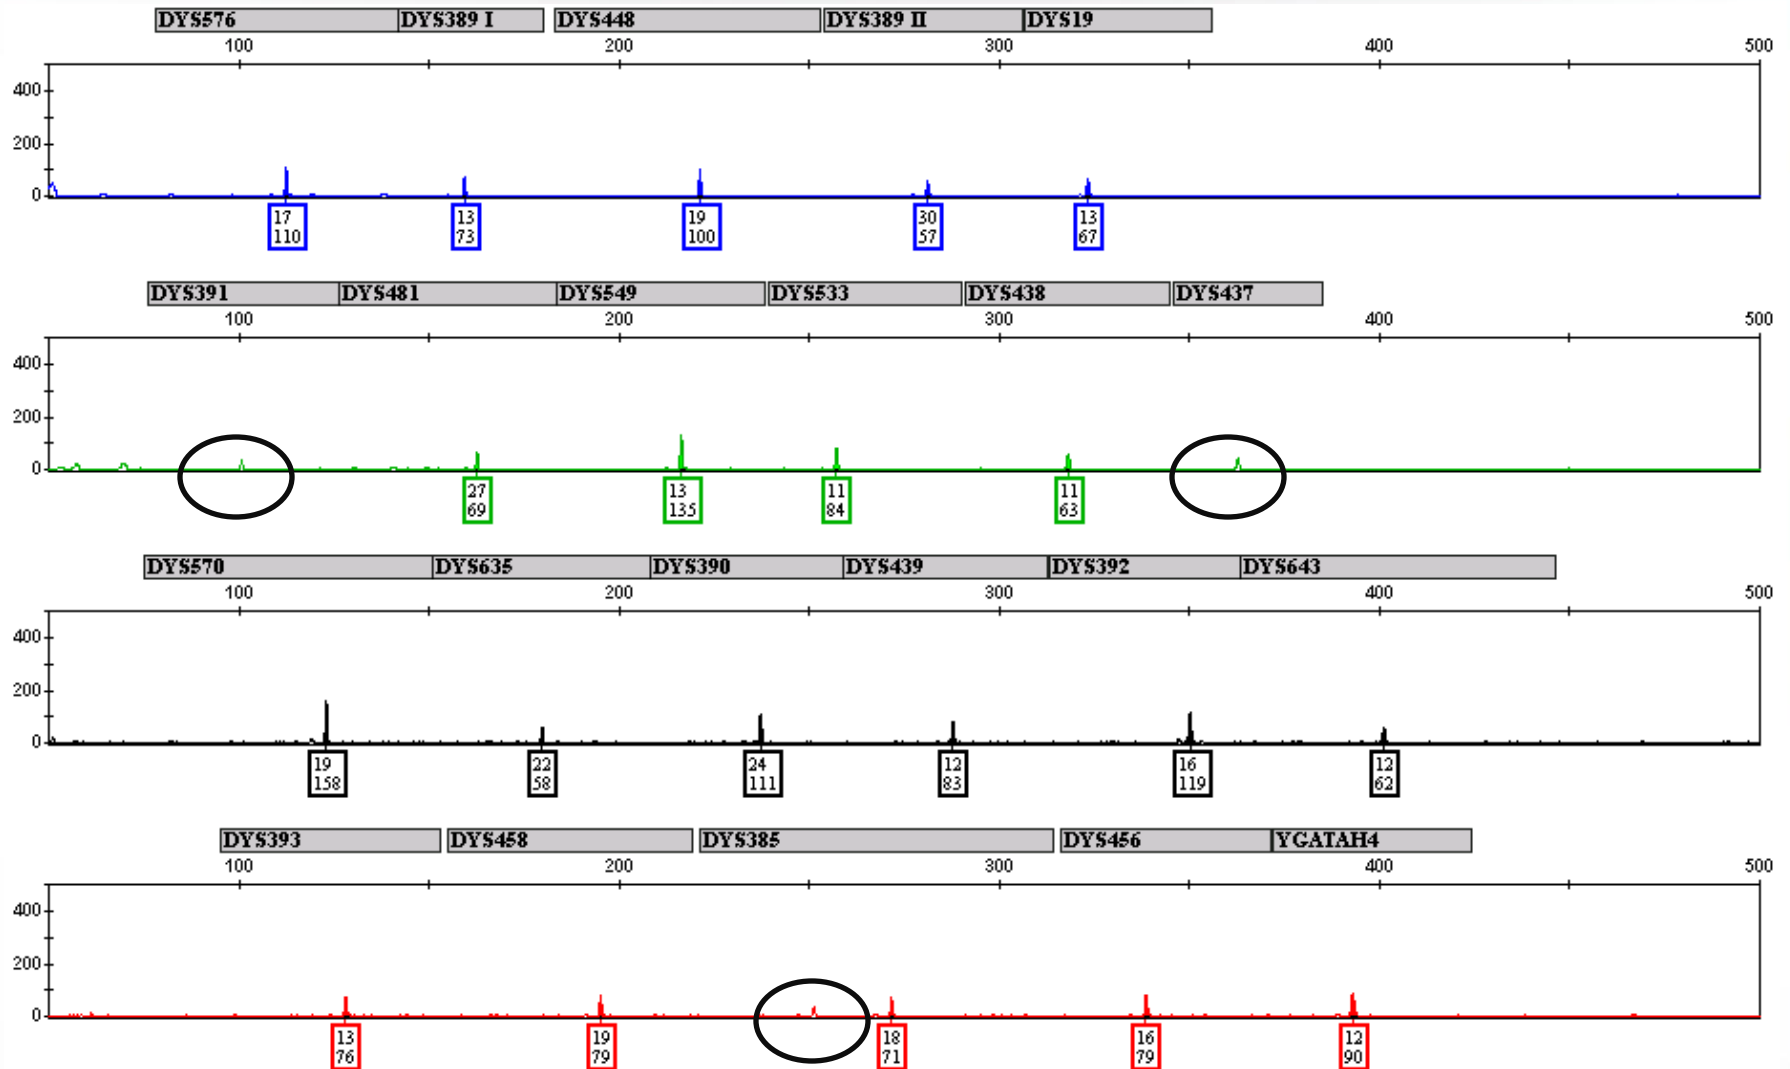 DYS576 DYS389 I DYS448 DYS389 II DYS19
100 200 300 400 500
400
200
0
17 13 19 30 13
110 73 100 57 67
DYS391 DYS481 DYS549 DYS533 DYS438 DYS437
100 200 300 400 500
400
200
0
27 13 11 11
69 135 84 63
DYS570 DYS635 DYS390 DYS439 DYS392 DYS643
100 200 300 400 500
400
200
0
19 22 24 12 16 12
158 58 111 83 119 62
DYS393 DYS458 DYS385 DYS456 YGATAH4
100 200 300 400 500
400
200
0
13 19 18 16 12
76 79 71 79 90